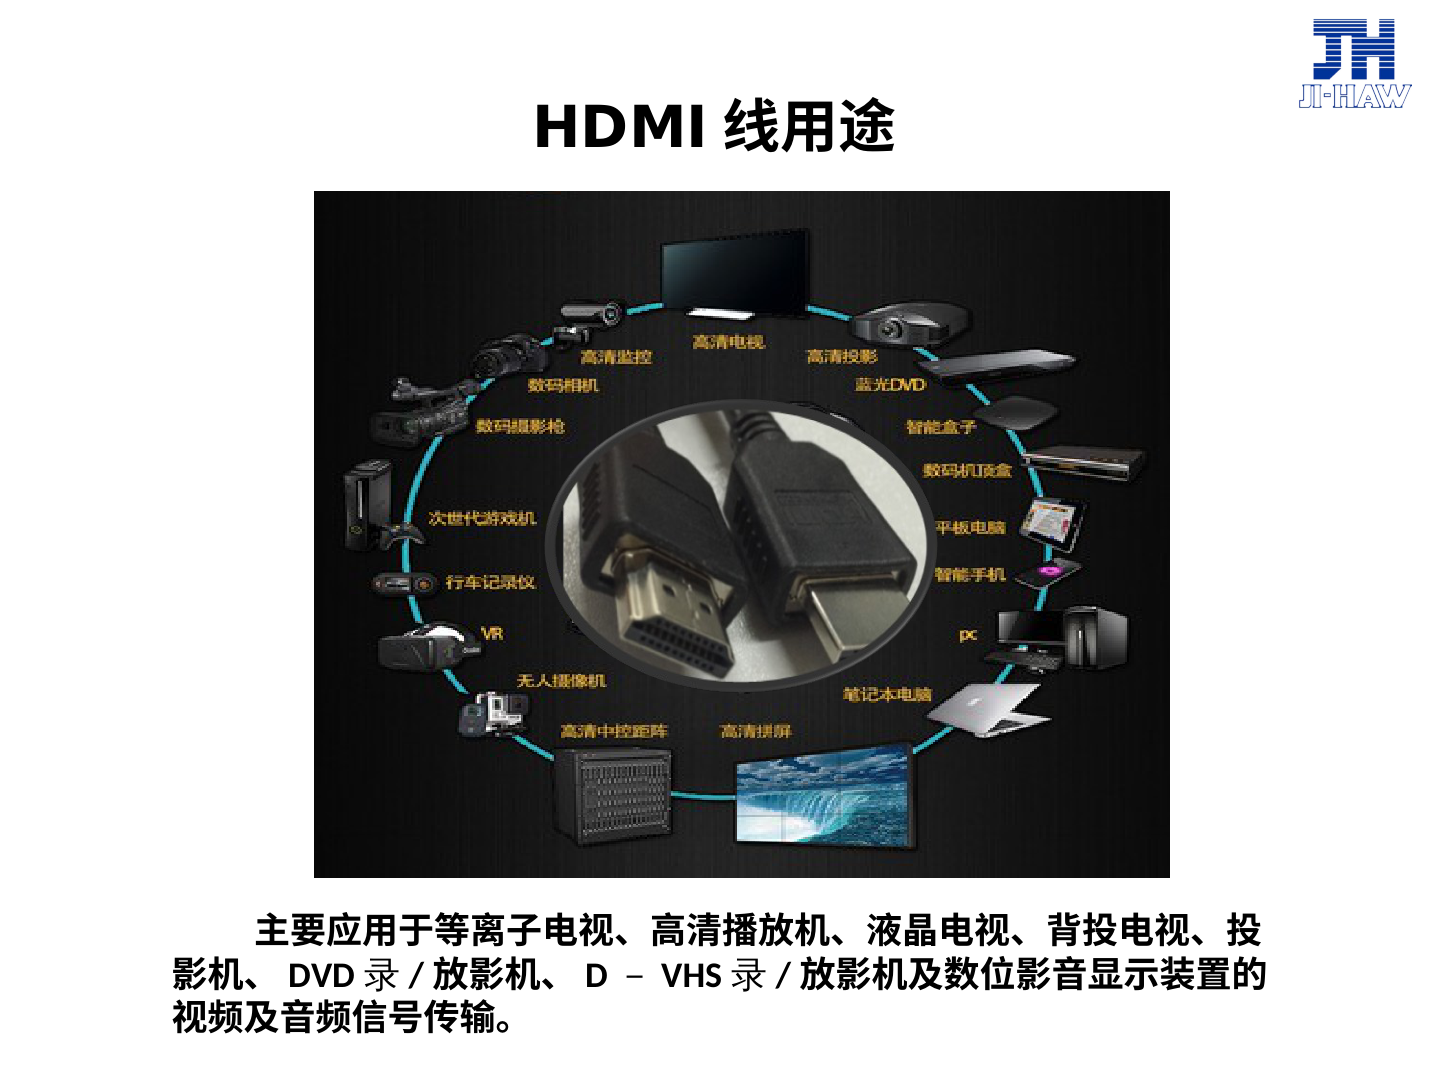 JH
JI-HAW
HDMI 线用途
高清电视
高清监控
高清投影
数码相机
蓝光DVD
数码摄影枪
智能盒子
数码机顶盒
次世代游戏机
平板电脑
行车记录仪
智能手机
VR
pc
无人摄像机
笔记本电脑
高清中控距阵
高清拼屏
主要应用于等离子电视、高清播放机、液晶电视、背投电视、投
影机、 DVD 录 / 放影机、 D － VHS 录 / 放影机及数位影音显示装置的
视频及音频信号传输。